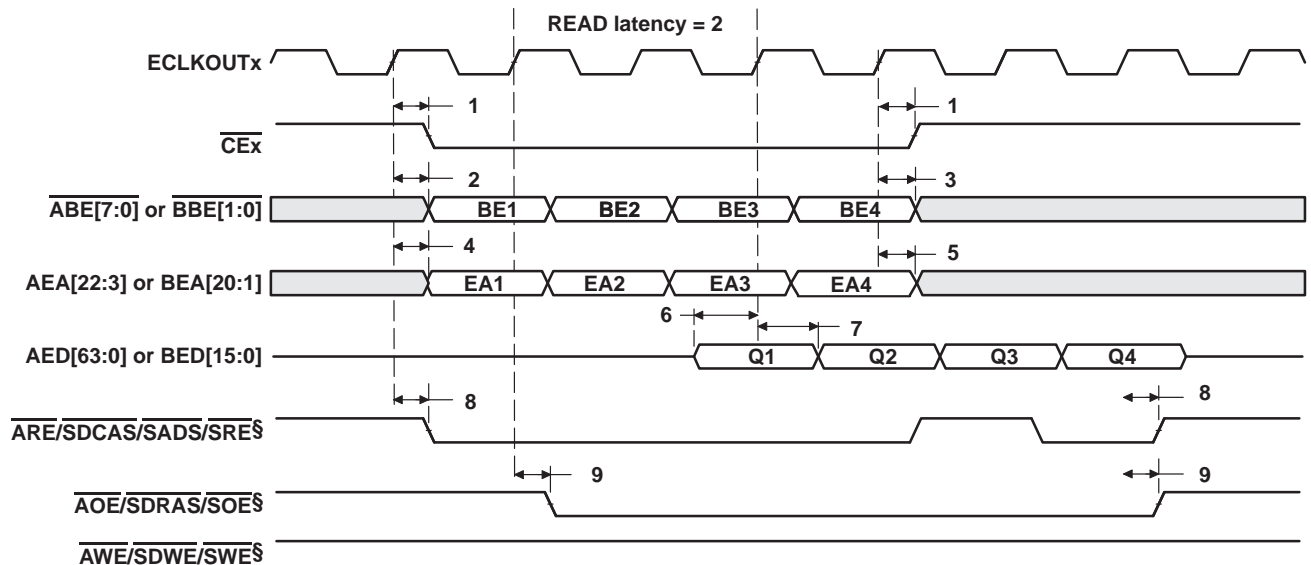 READ latency = 2
ECLKOUTx
1 1
CEx
2 3
ABE[7:0] or BBE[1:0] BE1 BE2 BE3 BE4
4 5
AEA[22:3] or BEA[20:1] EA1 EA2 EA3 EA4
6 7
AED[63:0] or BED[15:0] Q1 Q2 Q3 Q4
8 8
ARE/SDCAS/SADS/SRE§
9 9
AOE/SDRAS/SOE§
AWE/SDWE/SWE§